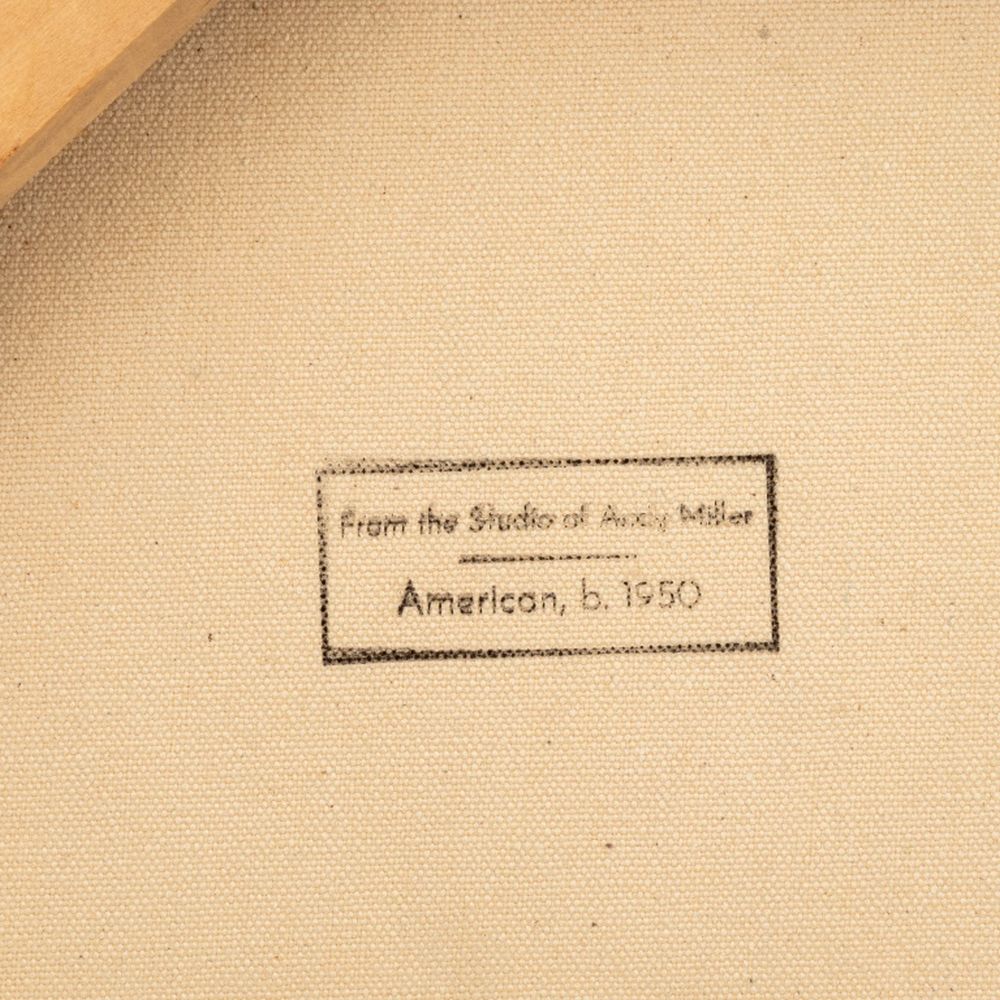 From the Studio of Andy Miller
American, b. 1950